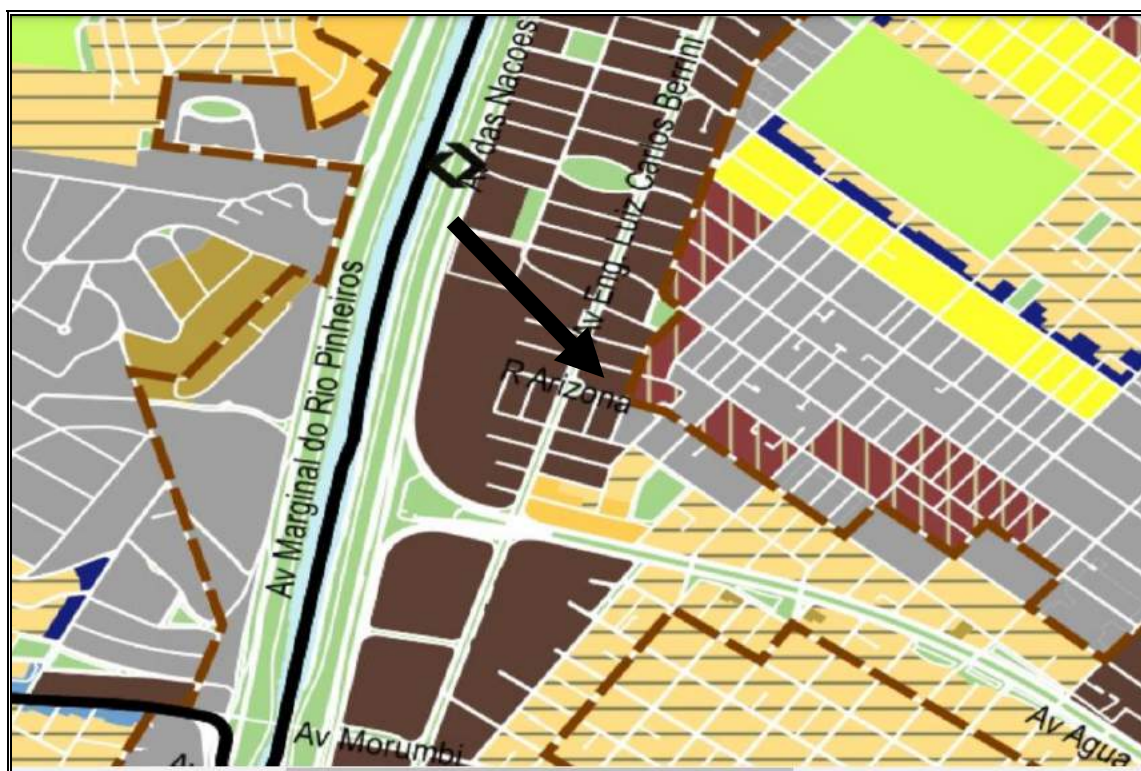 Av das Nacoes
Av Eng Luiz Carlos Berrini
R Arizona
Av Marginal do Rio Pinheiros
Av Morumbi
Av Agua